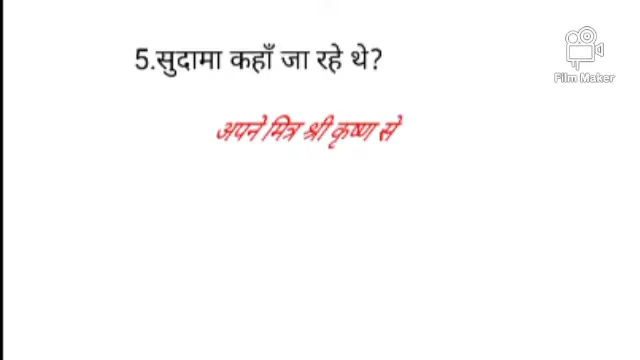 5.सुदामा कहाँ जा रहे थे?
Film Maker
अपने मित्र श्री कृष्ण से